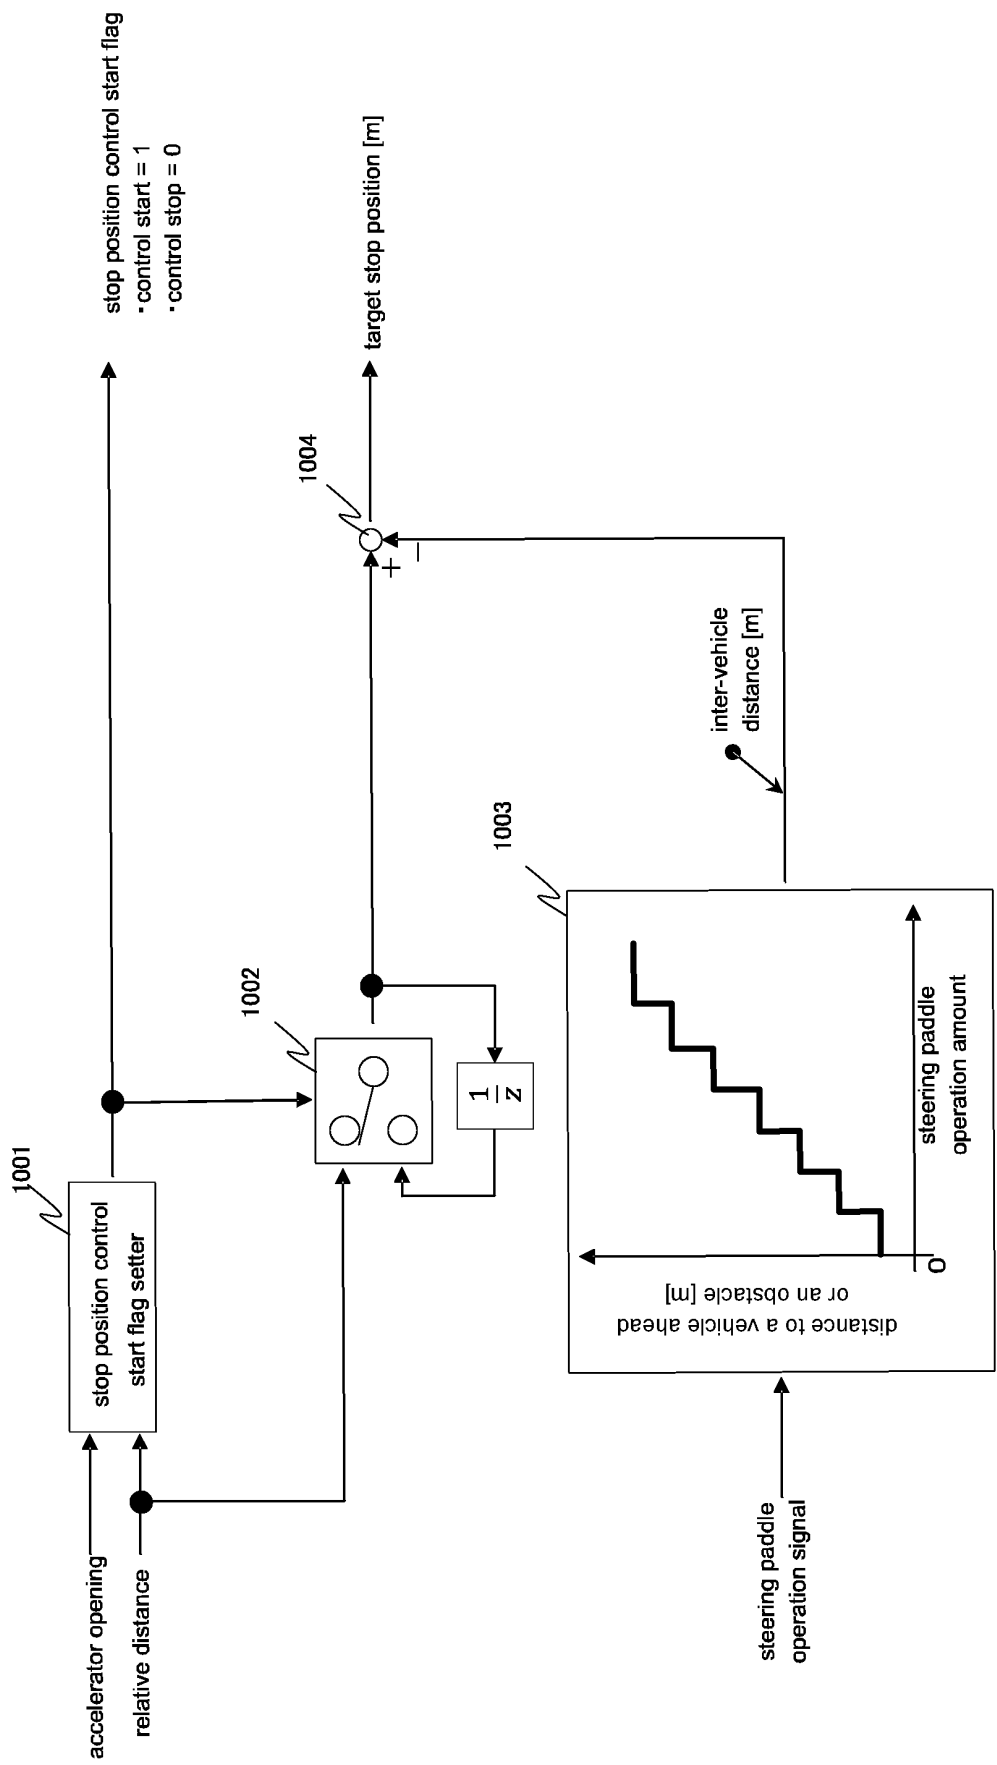 accelerator opening
relative distance
1001
stop position control
start flag setter
stop position control start flag
・control start = 1
・control stop = 0
1002
1
z
1004
+
−
target stop position [m]
steering paddle
operation signal
1003
distance to a vehicle ahead
or an obstacle [m]
0
steering paddle
operation amount
inter-vehicle
distance [m]